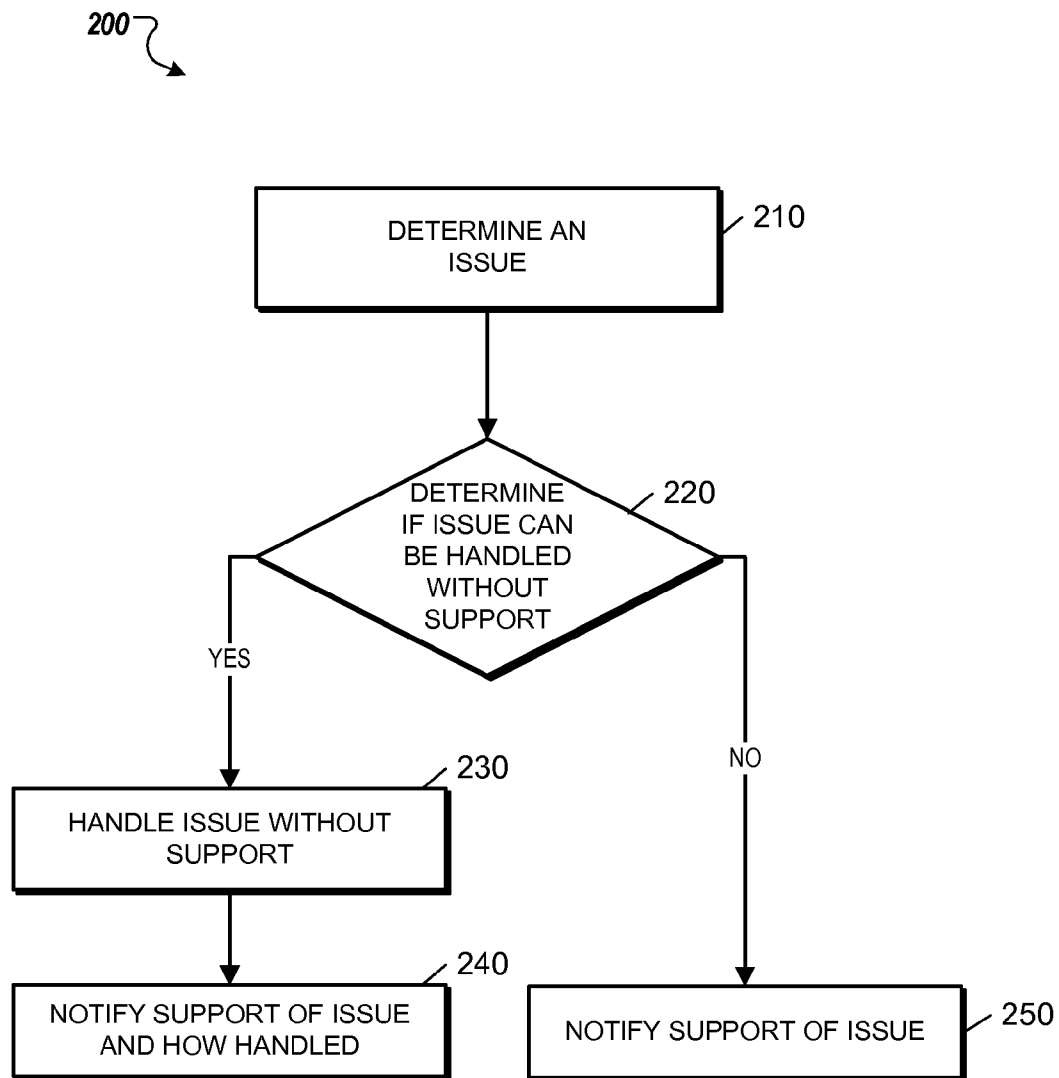 200
DETERMINE AN
ISSUE
210
DETERMINE
IF ISSUE CAN
BE HANDLED
WITHOUT
SUPPORT
220
YES
NO
230
HANDLE ISSUE WITHOUT
SUPPORT
240
NOTIFY SUPPORT OF ISSUE
AND HOW HANDLED
NOTIFY SUPPORT OF ISSUE
250